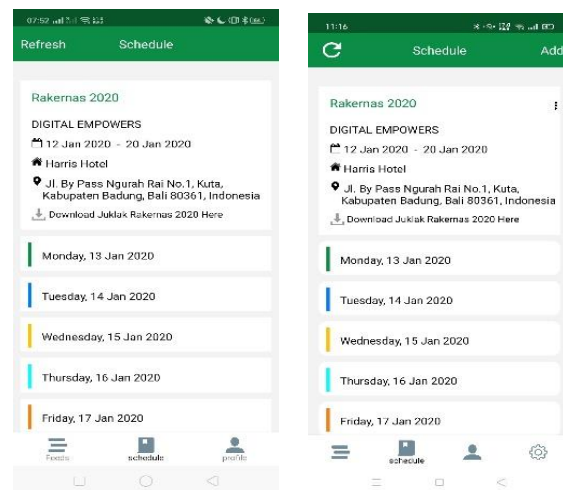 07:52
Refresh Schedule
Rakernas 2020
DIGITAL EMPOWERS
12 Jan 2020 - 20 Jan 2020
Harris Hotel
Jl. By Pass Ngurah Rai No.1, Kuta,
Kabupaten Badung, Bali 80361, Indonesia
Download Juklak Rakernas 2020 Here
Monday, 13 Jan 2020
Tuesday, 14 Jan 2020
Wednesday, 15 Jan 2020
Thursday, 16 Jan 2020
Friday, 17 Jan 2020
Feeds schedule profile
11:16
Schedule Add
Rakernas 2020
DIGITAL EMPOWERS
12 Jan 2020 - 20 Jan 2020
Harris Hotel
Jl. By Pass Ngurah Rai No.1, Kuta,
Kabupaten Badung, Bali 80361, Indonesia
Download Juklak Rakernas 2020 Here
Monday, 13 Jan 2020
Tuesday, 14 Jan 2020
Wednesday, 15 Jan 2020
Thursday, 16 Jan 2020
Friday, 17 Jan 2020
schedule